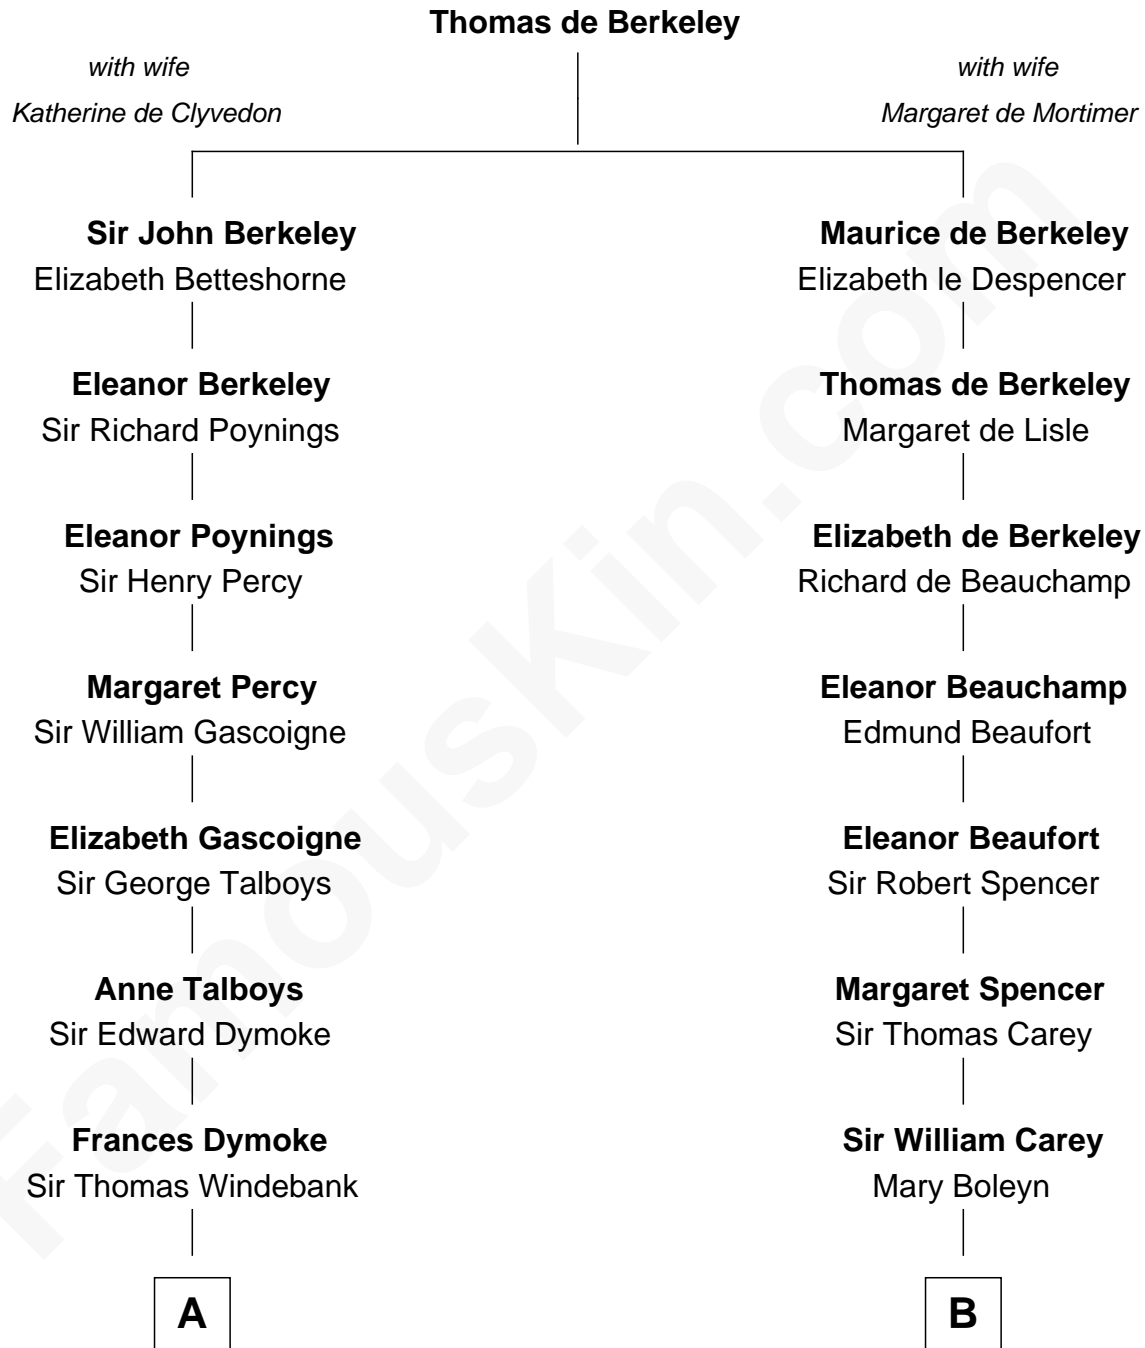 Thomas de Berkeley
with wife
Katherine de Clyvedon
with wife
Margaret de Mortimer
Sir John Berkeley
Elizabeth Betteshorne
Maurice de Berkeley
Elizabeth le Despencer
Eleanor Berkeley
Sir Richard Poynings
Thomas de Berkeley
Margaret de Lisle
Eleanor Poynings
Sir Henry Percy
Elizabeth de Berkeley
Richard de Beauchamp
Margaret Percy
Sir William Gascoigne
Eleanor Beauchamp
Edmund Beaufort
Elizabeth Gascoigne
Sir George Talboys
Eleanor Beaufort
Sir Robert Spencer
Anne Talboys
Sir Edward Dymoke
Margaret Spencer
Sir Thomas Carey
Frances Dymoke
Sir Thomas Windebank
Sir William Carey
Mary Boleyn
A
B
FamousKin.com